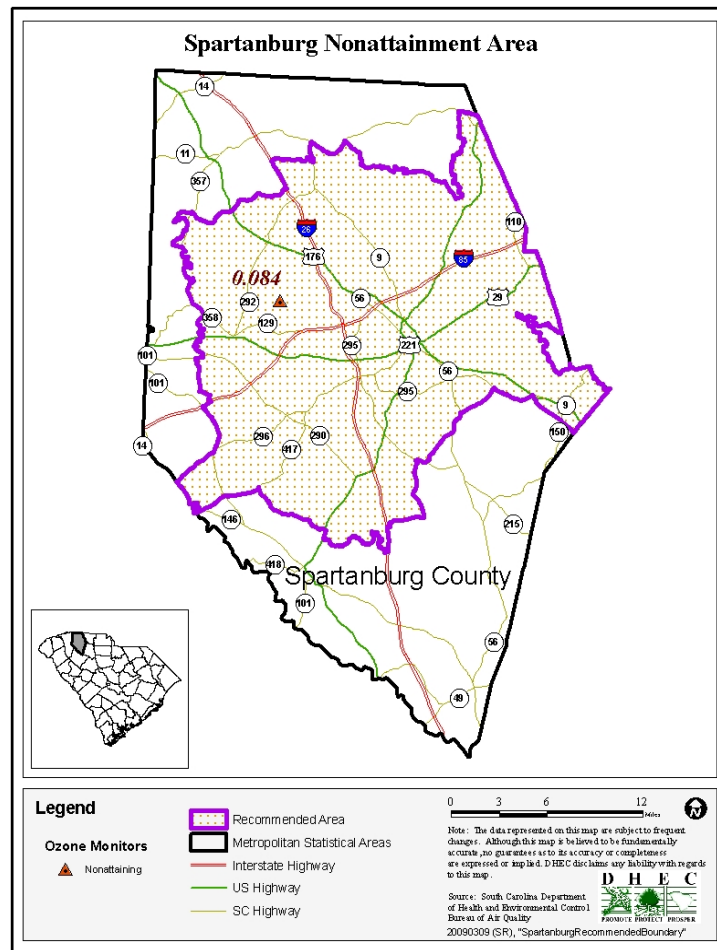 Spartanburg Nonattainment Area
14
11
357
110
26
176
9
85
0.084
292
56
29
358
129
295
221
101
56
101
295
9
14
296
290
150
417
146
215
418
Spartanburg County
101
56
49
Legend
Ozone Monitors
Nonattaining
Recommended Area
Metropolitan Statistical Areas
Interstate Highway
US Highway
SC Highway
0 3 6 12
Miles
N
Note: The data represented on this map are subject to frequent
changes. Although this map is believed to be fundamentally
accurate, no guarantees as to its accuracy or completeness
are expressed or implied. DHEC disclaims any liability with regards
to this map.
Source: South Carolina Department
of Health and Environmental Control
Bureau of Air Quality
D H E C
PROMOTE PROTECT PROSPER
20090309 (SR), "SpartanburgRecommendedBoundary"